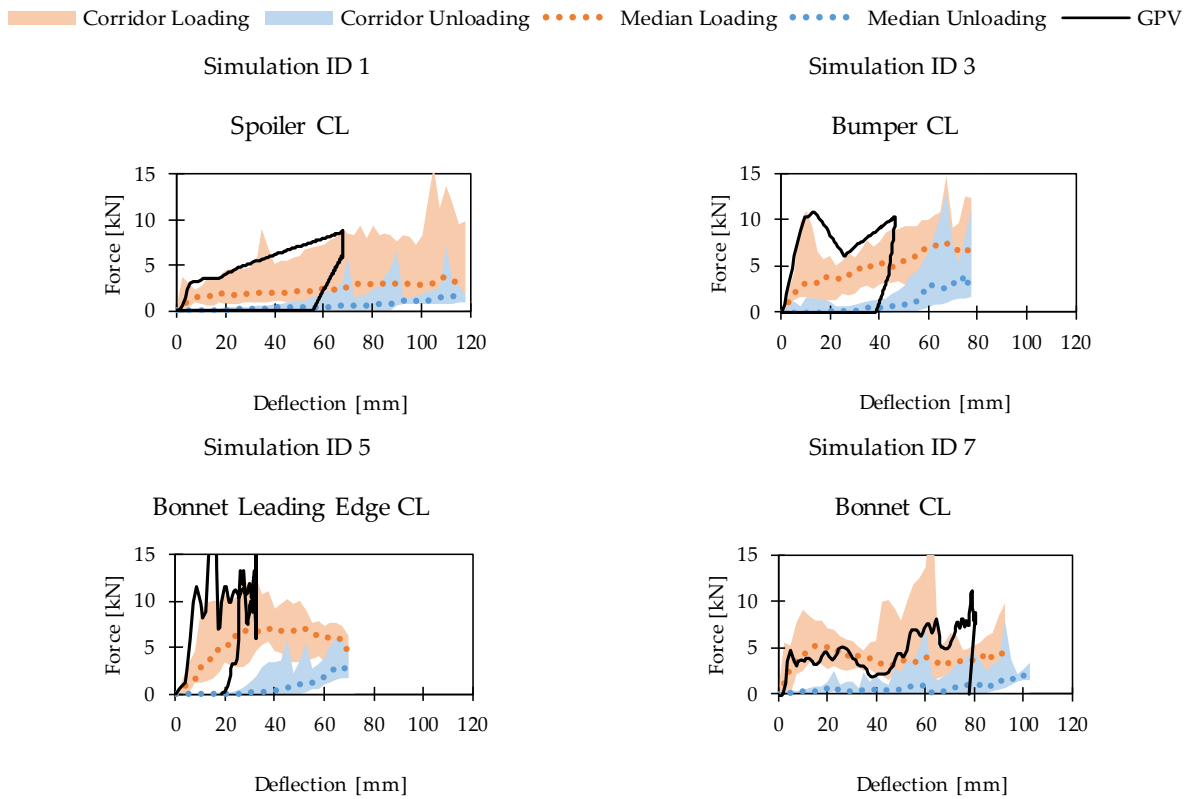 Corridor Loading Corridor Unloading Median Loading Median Unloading GPV
Simulation ID 1
Spoiler CL
Force [kN]
15
10
5
0
0 20 40 60 80 100 120
Deflection [mm]
Simulation ID 3
Bumper CL
Force [kN]
15
10
5
0
0 20 40 60 80 100 120
Deflection [mm]
Simulation ID 5
Bonnet Leading Edge CL
Force [kN]
15
10
5
0
0 20 40 60 80 100 120
Deflection [mm]
Simulation ID 7
Bonnet CL
Force [kN]
15
10
5
0
0 20 40 60 80 100 120
Deflection [mm]